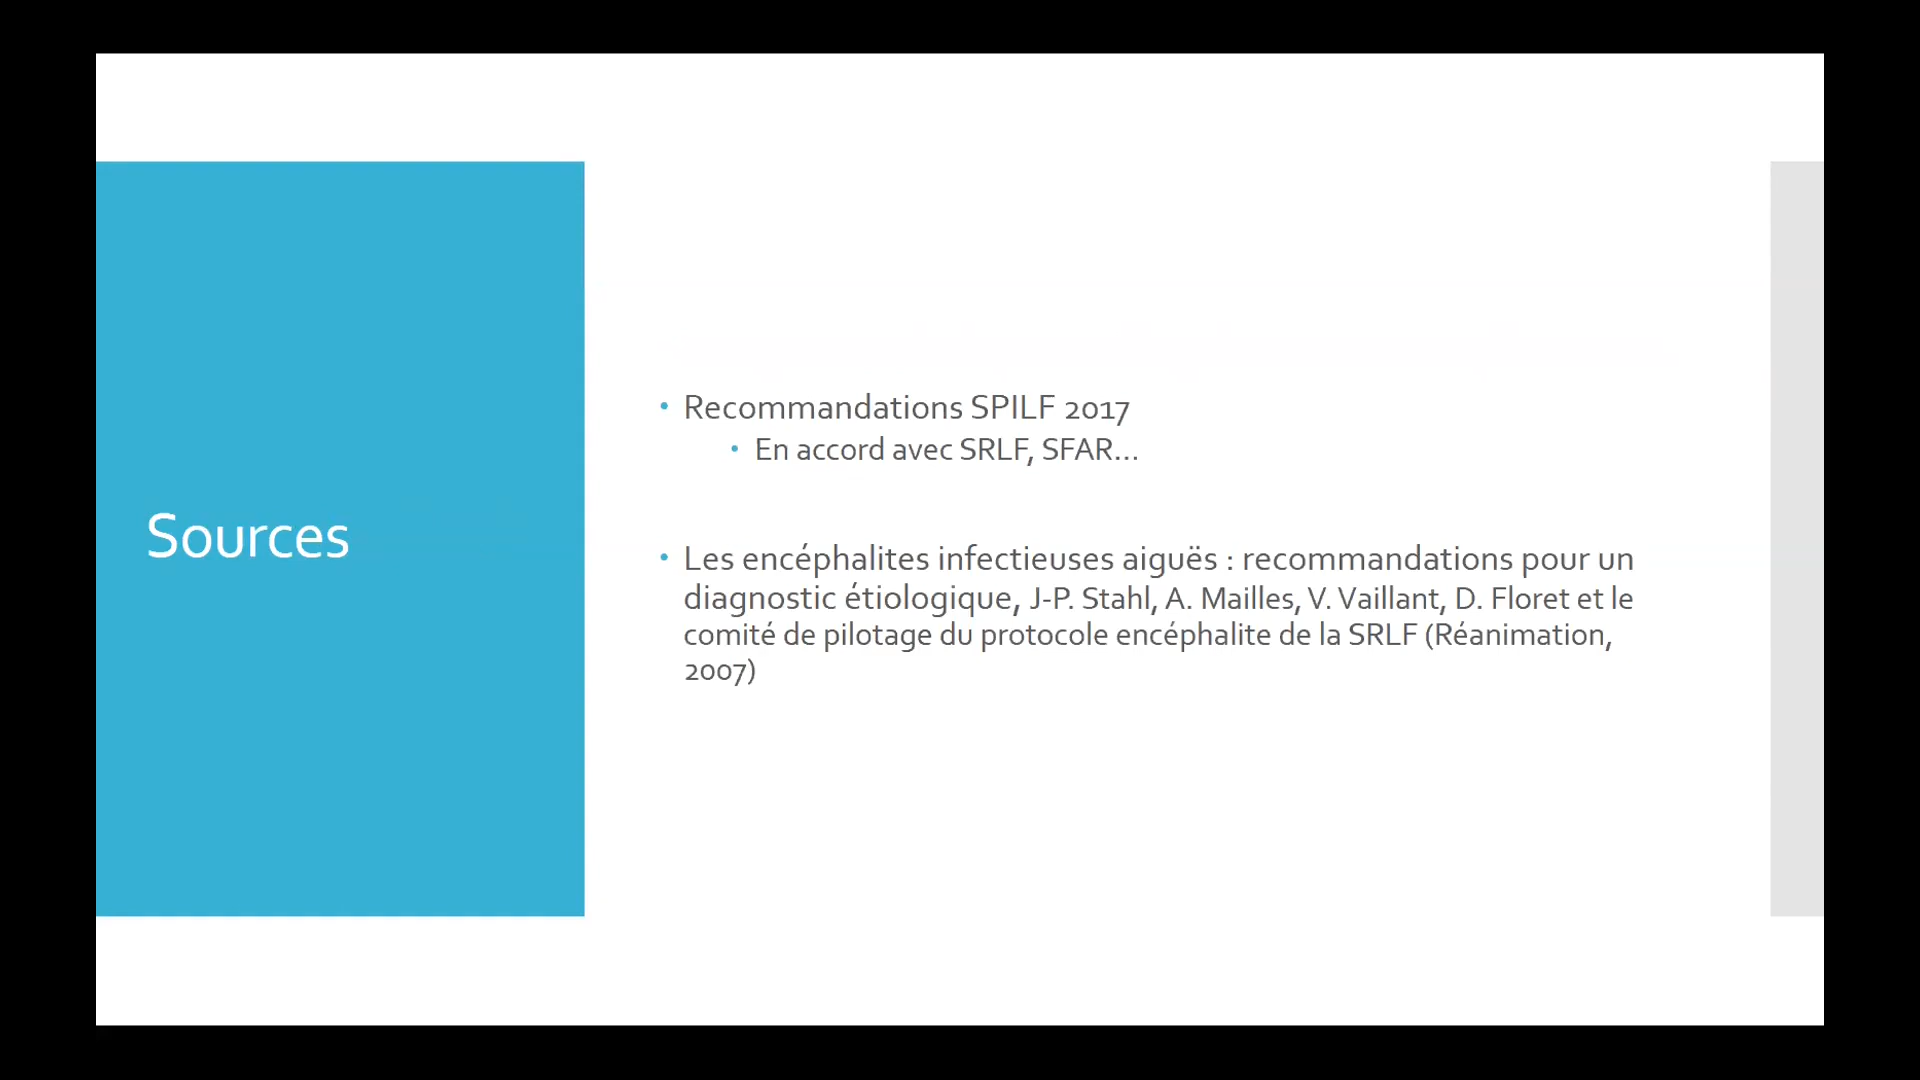 Sources
• Recommandations SPILF 2017
• En accord avec SRLF, SFAR...
• Les encéphalites infectieuses aiguës : recommandations pour un
diagnostic étiologique, J-P. Stahl, A. Mailles, V. Vaillant, D. Floret et le
comité de pilotage du protocole encéphalite de la SRLF (Réanimation,
2007)